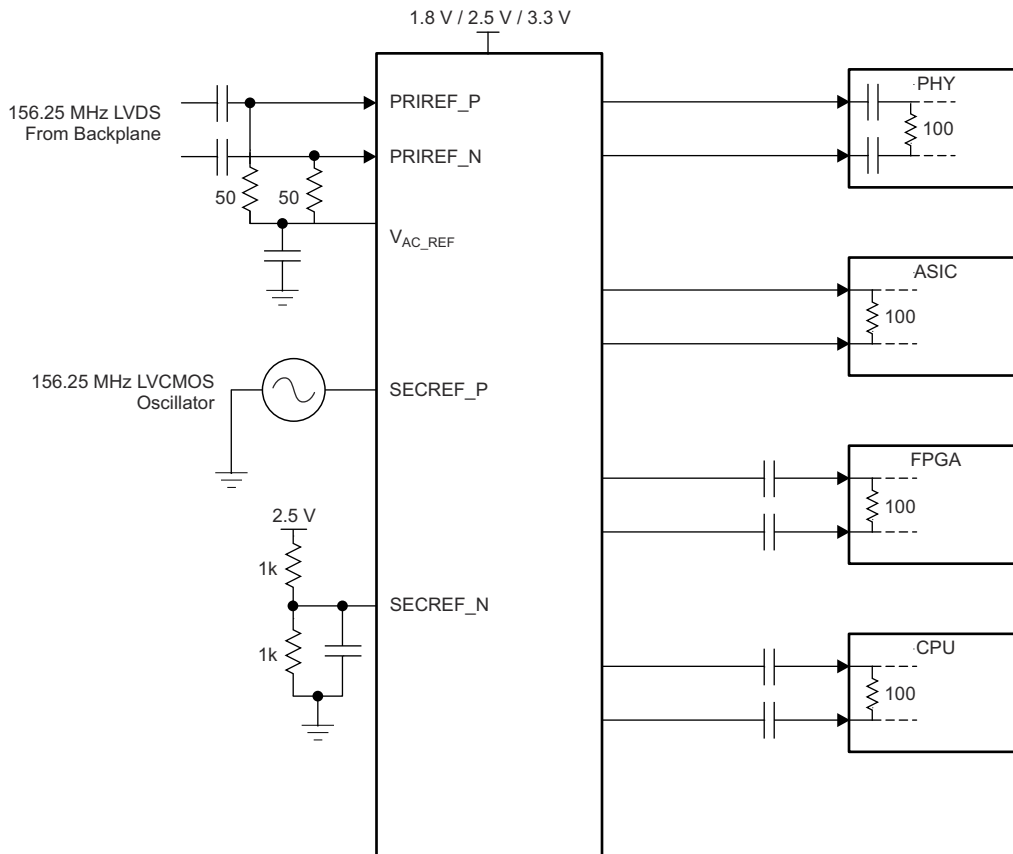 1.8 V / 2.5 V / 3.3 V
156.25 MHz LVDS
From Backplane
PRIREF_P
PRIREF_N
50
50
VAC_REF
156.25 MHz LVCMOS
Oscillator
SECREF_P
2.5 V
1k
SECREF_N
1k
PHY
100
ASIC
100
FPGA
100
CPU
100